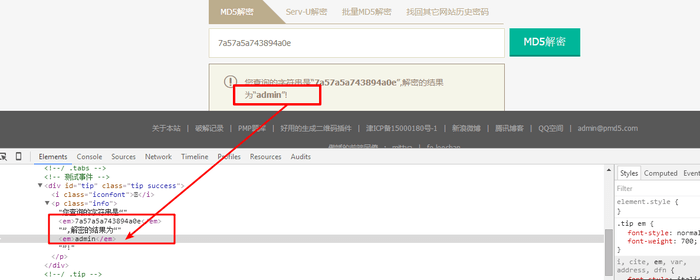 MD5解密 Serv-U解密 批量MD5解密 找回其它网站历史密码
7a57a5a743894a0e MD5解密
您查询的字符串是"7a57a5a743894a0e",解密的结果
为"admin"!
关于本站 | 破解记录 | PMP题库 | 好用的生成二维码插件 | 津ICP备15000180号-1 | 新浪微博 | 腾讯博客 | QQ空间 | admin@pmd5.com
Elements Console Sources Network Timeline Profiles Resources Audits
<!--/ .tabs -->
<!-- 测试事件 -->
<div id="tip" class="tip success">
<i class="iconfont">
</i>
<p class="info">
"您查询的字符串是“"
<em>7a57a5a743894a0e</em>
"“,解密的结果为“"
<em>admin</em>
"“!"
</p>
</div>
<!--/ .tip -->
Styles Computed
Filter
element.style {
}
.tip em {
font-style: normal
font-weight: 700;
}
i, cite, em, var,
address, dfn {